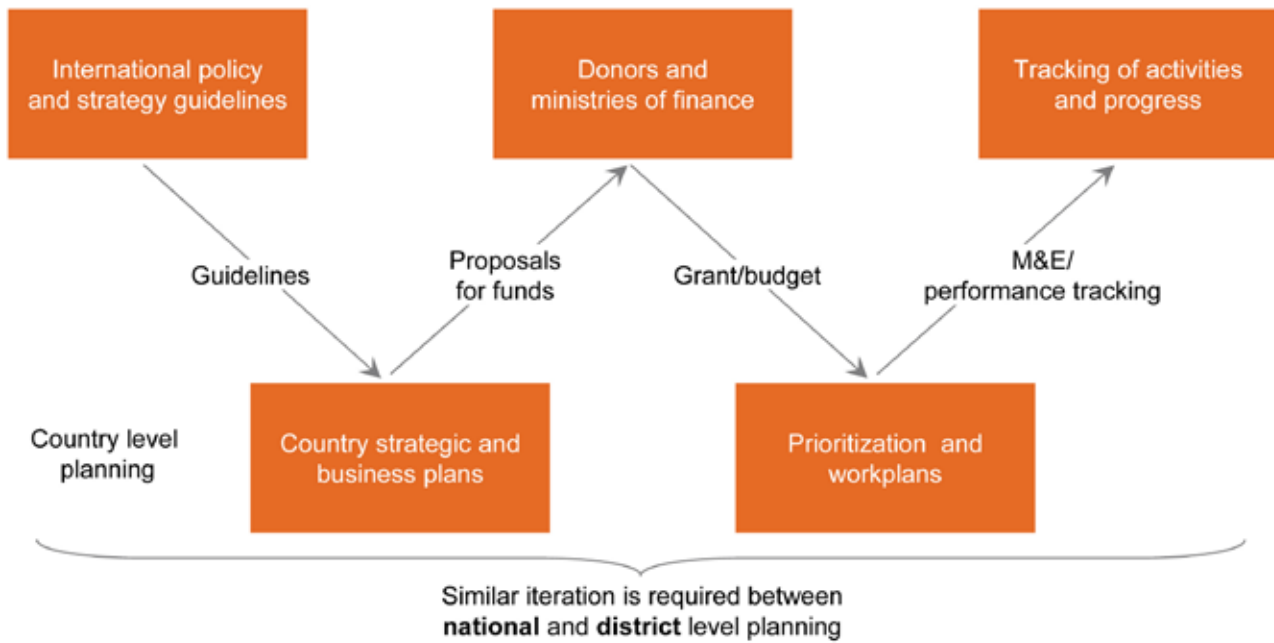 International policy
and strategy guidelines
Donors and
ministries of finance
Tracking of activities
and progress
Guidelines
Proposals
for funds
Grant/budget
M&E/
performance tracking
Country level
planning
Country strategic and
business plans
Prioritization and
workplans
Similar iteration is required between
national and district level planning